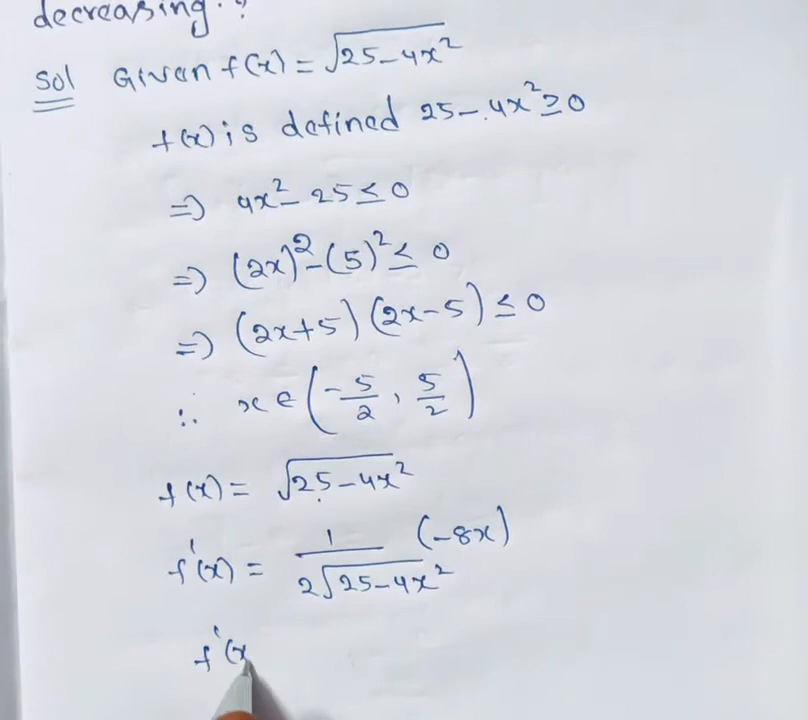 decreasing.?
Sol Given f(x) = √25-4x²
f(x) is defined 25-4x² ≥ 0
⇒) 4x² - 25 ≤ 0
⇒) (2x)² - (5)² ≤ 0
⇒) (2x+5) (2x-5) ≤ 0
∴ x ∈ (-5/2, 5/2)
f(x) = √25-4x²
f'(x) = 1/2√25-4x² (-8x)
f'(x